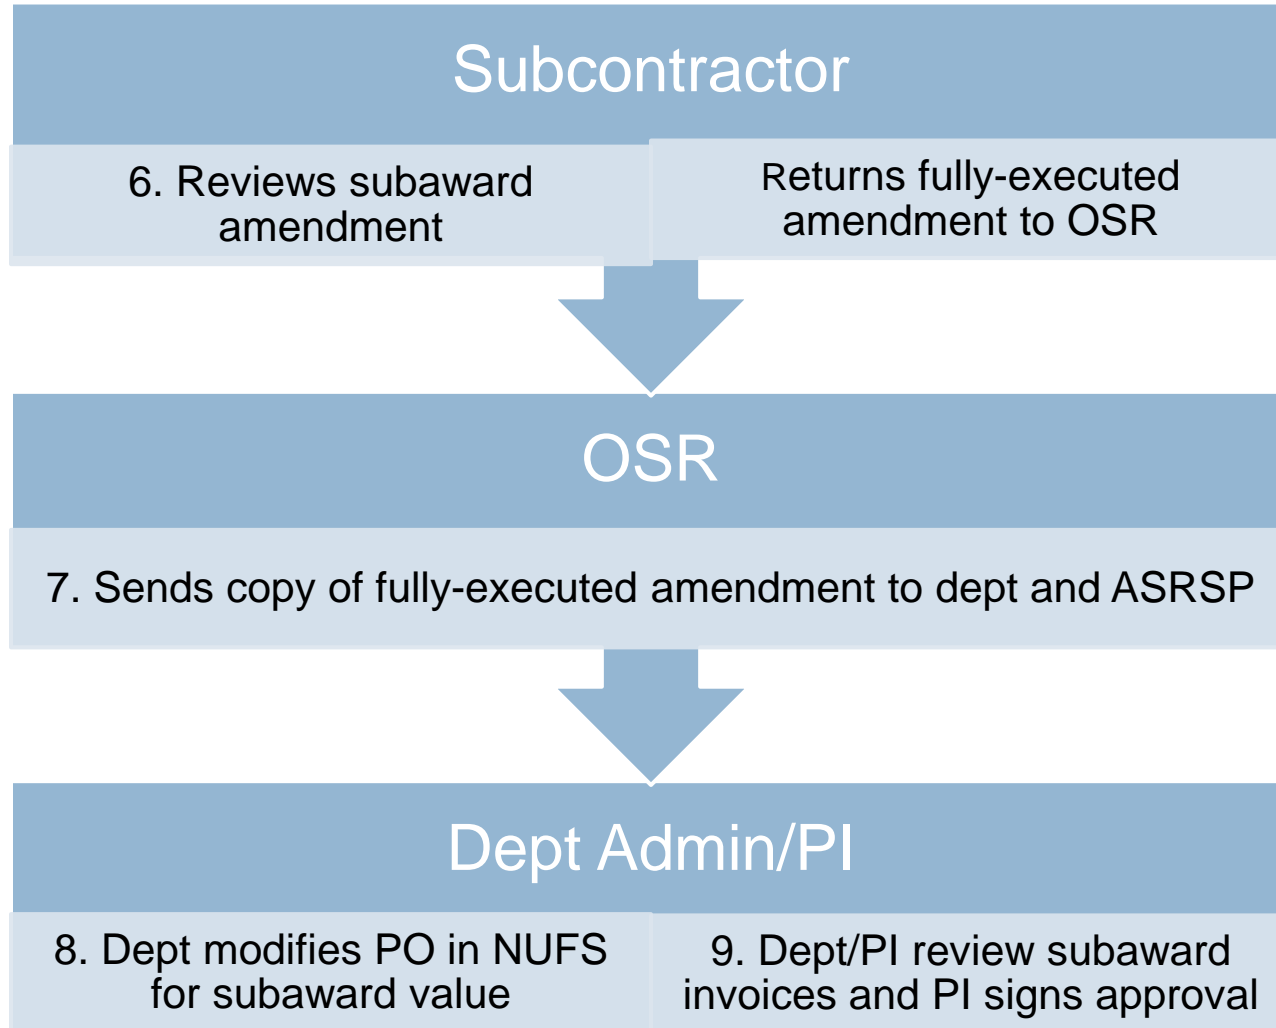 Subcontractor
6. Reviews subaward
amendment
Returns fully-executed
amendment to OSR
OSR
7. Sends copy of fully-executed amendment to dept and ASRSP
Dept Admin/PI
8. Dept modifies PO in NUFS
for subaward value
9. Dept/PI review subaward
invoices and PI signs approval